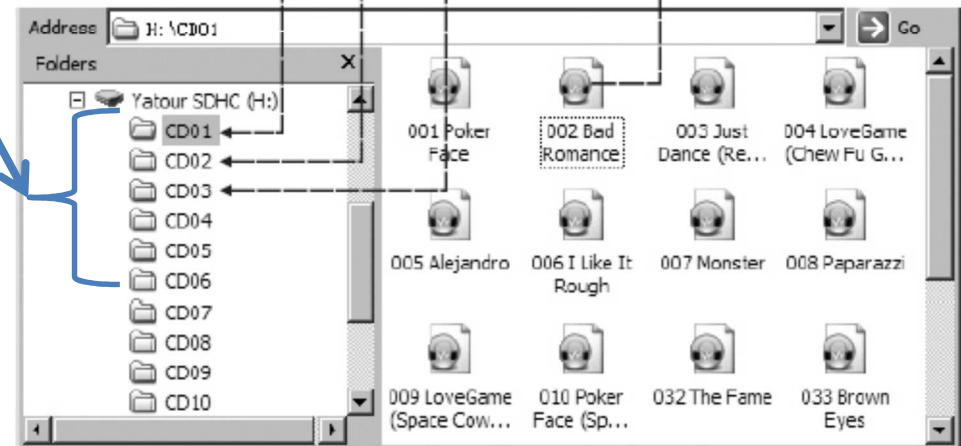 Address H:\CD01 Go
Folders X
Yatour SDHC (H:)
CD01
CD02
CD03
CD04
CD05
CD06
CD07
CD08
CD09
CD10
001 Poker
Face
002 Bad
Romance
003 Just
Dance (Re...
004 LoveGame
(Chew Fu G...
005 Alejandro
006 I Like It
Rough
007 Monster
008 Paparazzi
009 LoveGame
(Space Cow...
010 Poker
Face (Sp...
032 The Fame
033 Brown
Eyes